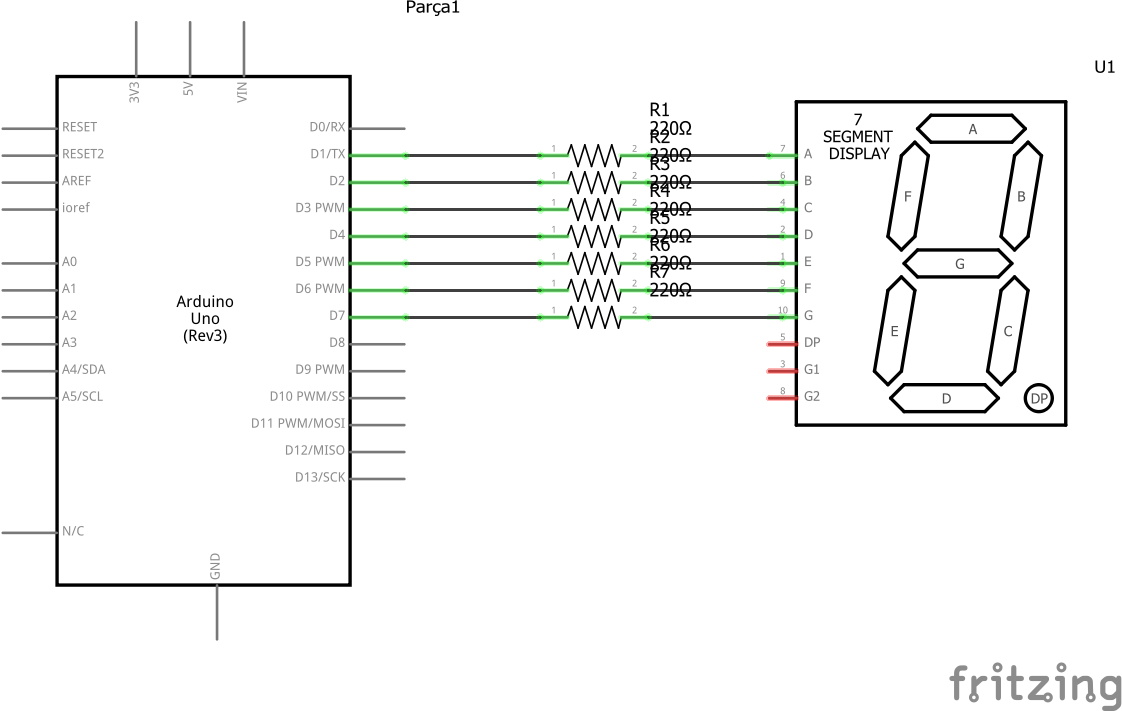 Parça1
U1
3V3
5V
VIN
RESET
RESET2
AREF
ioref
A0
A1
A2
A3
A4/SDA
A5/SCL
N/C
Arduino
Uno
(Rev3)
D0/RX
D1/TX
D2
D3 PWM
D4
D5 PWM
D6 PWM
D7
D8
D9 PWM
D10 PWM/SS
D11 PWM/MOSI
D12/MISO
D13/SCK
GND
R1
220Ω
R2
220Ω
R3
220Ω
R4
220Ω
R5
220Ω
R6
220Ω
R7
220Ω
1 2
1 2
1 2
1 2
1 2
1 2
1 2
7
SEGMENT
DISPLAY
7 A
6 B
4 C
2 D
1 E
9 F
10 G
5 DP
3 G1
8 G2
A
F
B
G
E
C
D
DP
fritzing